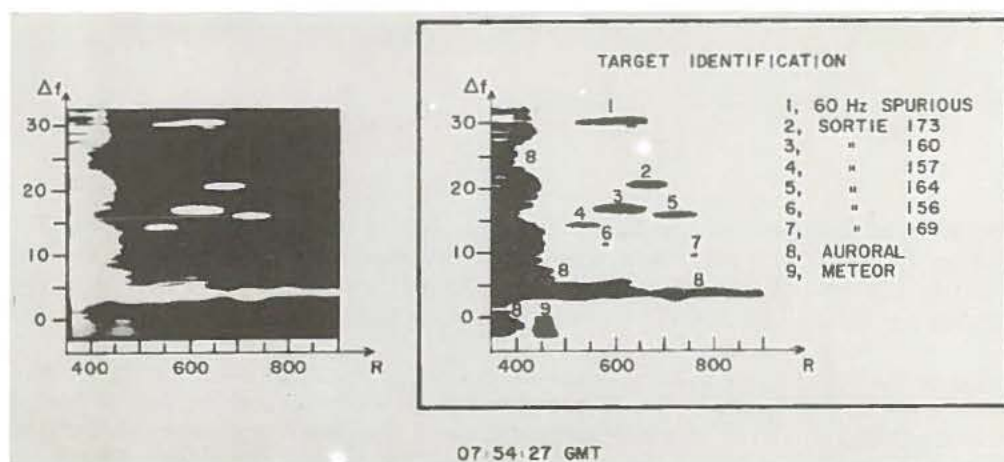 Δf
30
20
10
0
400
600
800
R
TARGET IDENTIFICATION
Δf
30
20
10
0
400
600
800
R
1
2
3
4
5
6
7
8
8
8
8
9
1, 60 Hz SPURIOUS
2, SORTIE 173
3, " 160
4, " 157
5, " 164
6, " 156
7, " 169
8, AURORAL
9, METEOR
07:54:27 GMT